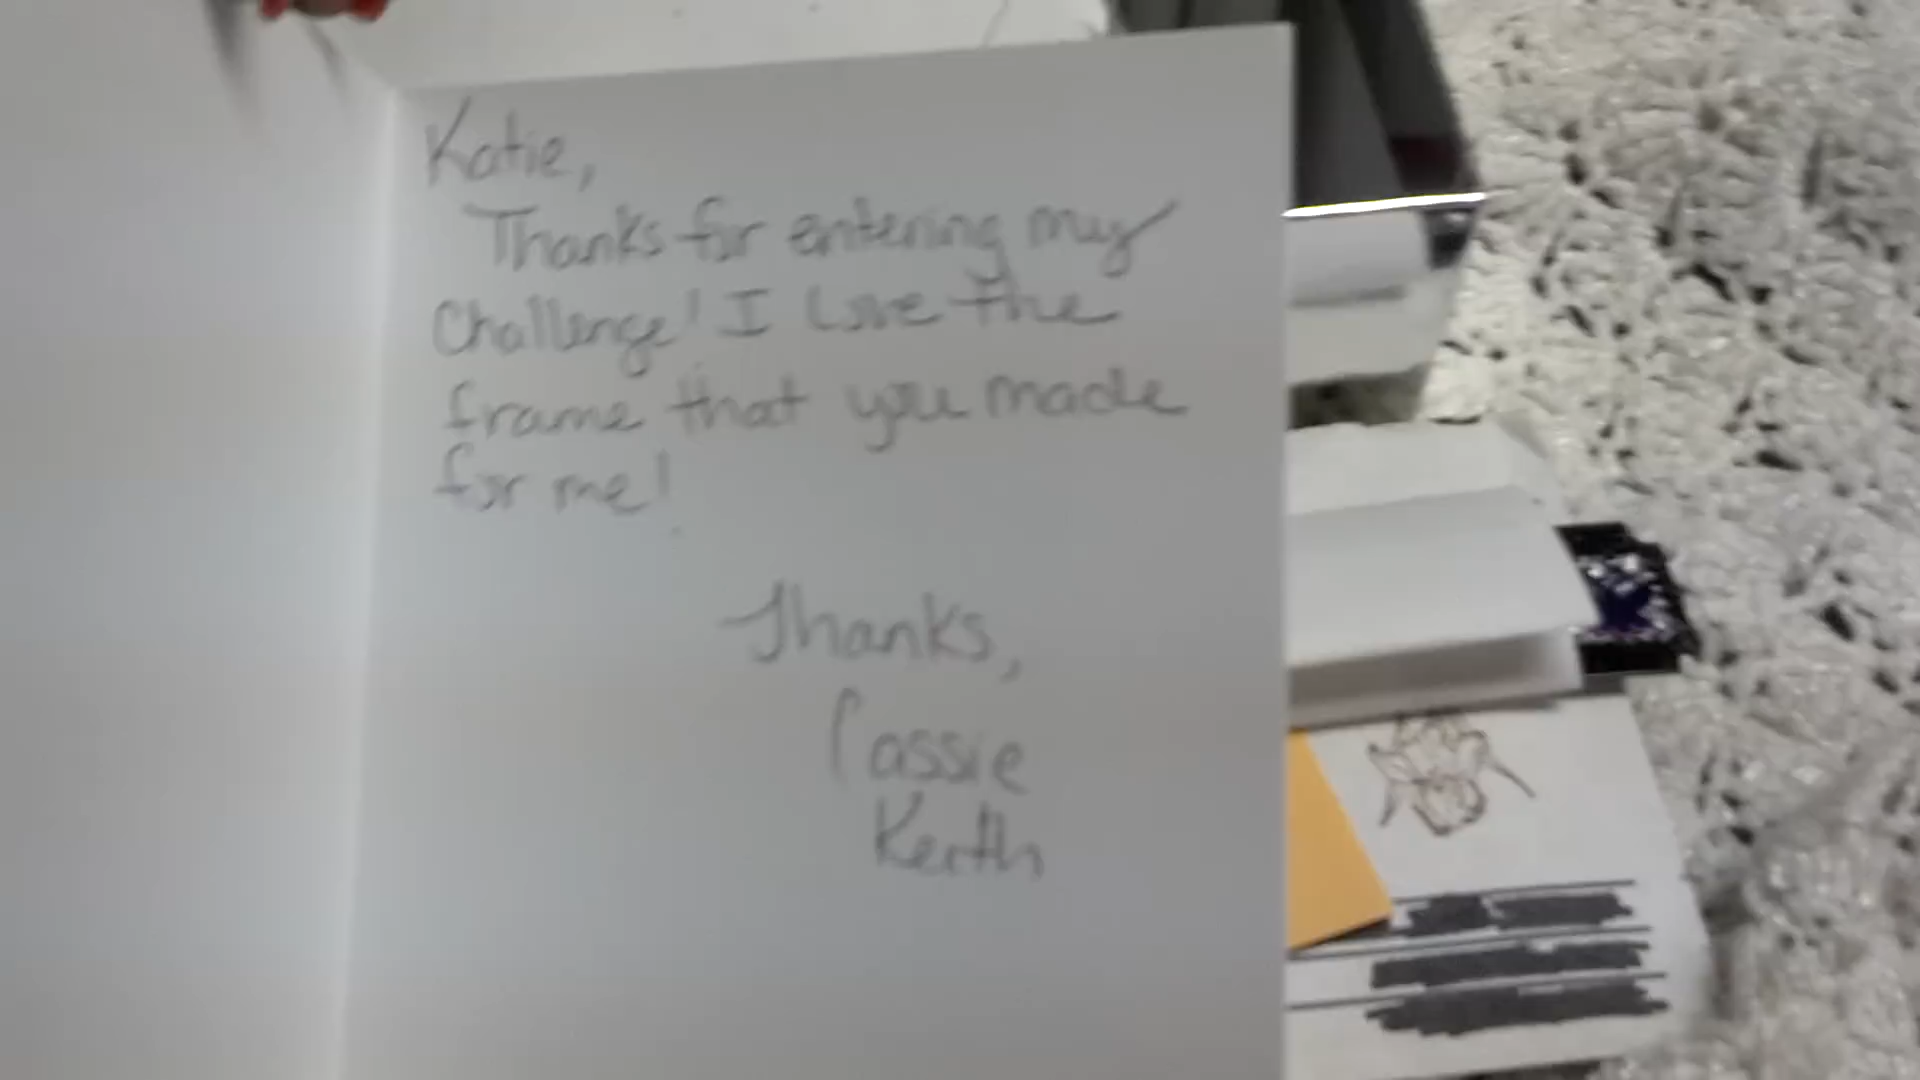 Katie,
Thanks for entering my
Challenge! I Love the
frame that you made
for me!
Thanks,
Cassie
Keith